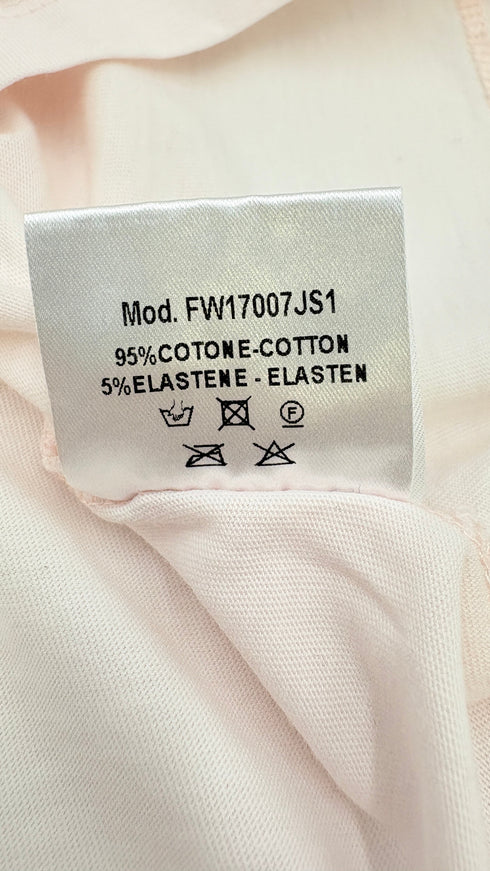 Mod. FW17007JS1
95%COTONE-COTTON
5%ELASTENE - ELASTEN
F